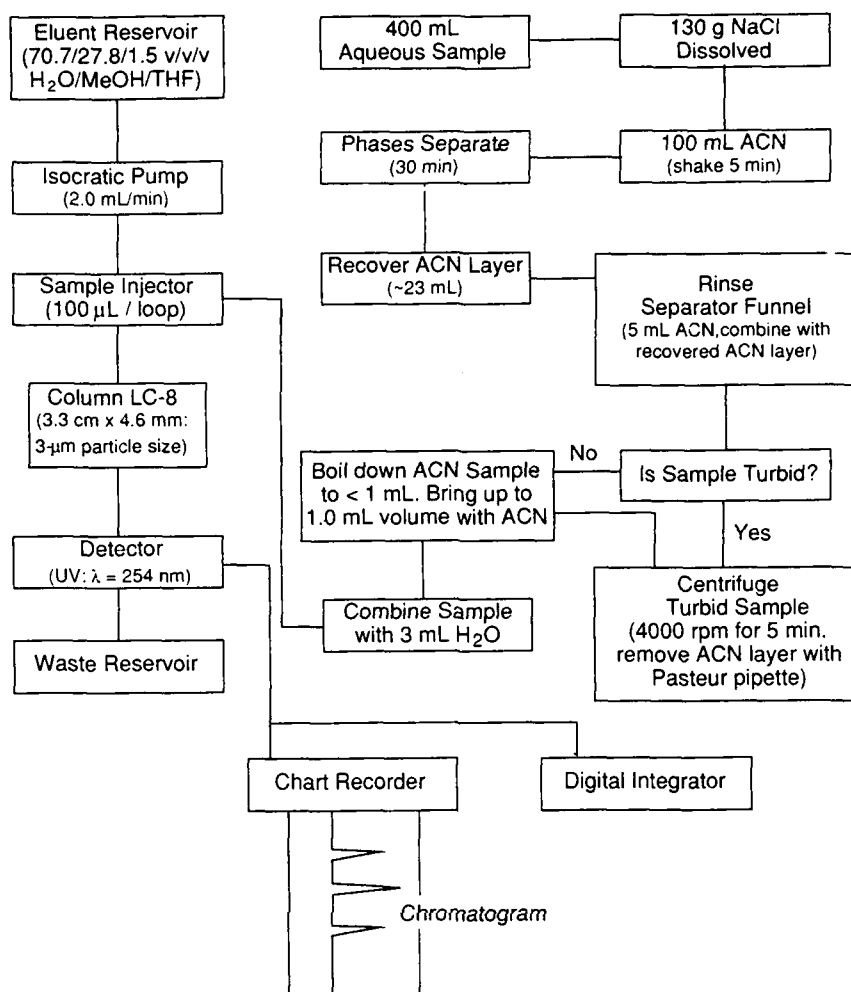 Eluent Reservoir
(70.7/27.8/1.5 v/v/v
H2O/MeOH/THF)
Isocratic Pump
(2.0 mL/min)
Sample Injector
(100 μL / loop)
Column LC-8
(3.3 cm x 4.6 mm:
3-μm particle size)
Detector
(UV: λ = 254 nm)
Waste Reservoir
400 mL
Aqueous Sample
130 g NaCl
Dissolved
100 mL ACN
(shake 5 min)
Phases Separate
(30 min)
Recover ACN Layer
(~23 mL)
Rinse
Separator Funnel
(5 mL ACN,combine with
recovered ACN layer)
Is Sample Turbid?
No
Yes
Boil down ACN Sample
to < 1 mL. Bring up to
1.0 mL volume with ACN
Centrifuge
Turbid Sample
(4000 rpm for 5 min.
remove ACN layer with
Pasteur pipette)
Combine Sample
with 3 mL H2O
Chart Recorder
Digital Integrator
Chromatogram